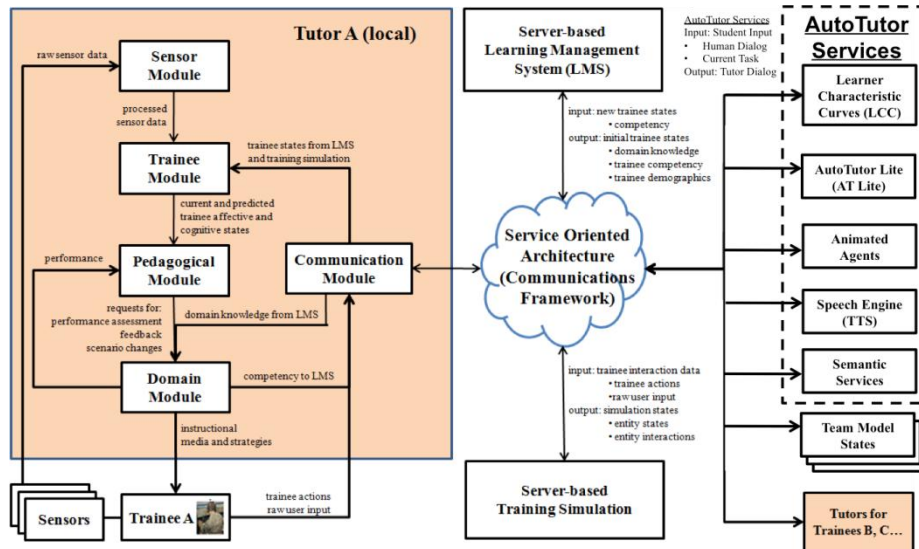 Tutor A (local)
raw sensor data
Sensor
Module
processed
sensor data
Trainee
Module
trainee states from LMS
and training simulation
current and predicted
trainee affective and
cognitive states
performance
Pedagogical
Module
Communication
Module
requests for:
performance assessment
feedback
scenario changes
domain knowledge from LMS
Domain
Module
competency to LMS
instructional
media and strategies
Sensors
Trainee A
trainee actions
raw user input
Server-based
Learning Management
System (LMS)
input: new trainee states
• competency
output: initial trainee states
• domain knowledge
• trainee competency
• trainee demographics
Service Oriented
Architecture
(Communications
Framework)
input: trainee interaction data
• trainee actions
•raw user input
output: simulation states
• entity states
• entity interactions
Server-based
Training Simulation
AutoTutor Services
Input: Student Input
• Human Dialog
• Current Task
Output: Tutor Dialog
AutoTutor
Services
Learner
Characteristic
Curves (LCC)
AutoTutor Lite
(AT Lite)
Animated
Agents
Speech Engine
(TTS)
Semantic
Services
Team Model
States
Tutors for
Trainees B, C…